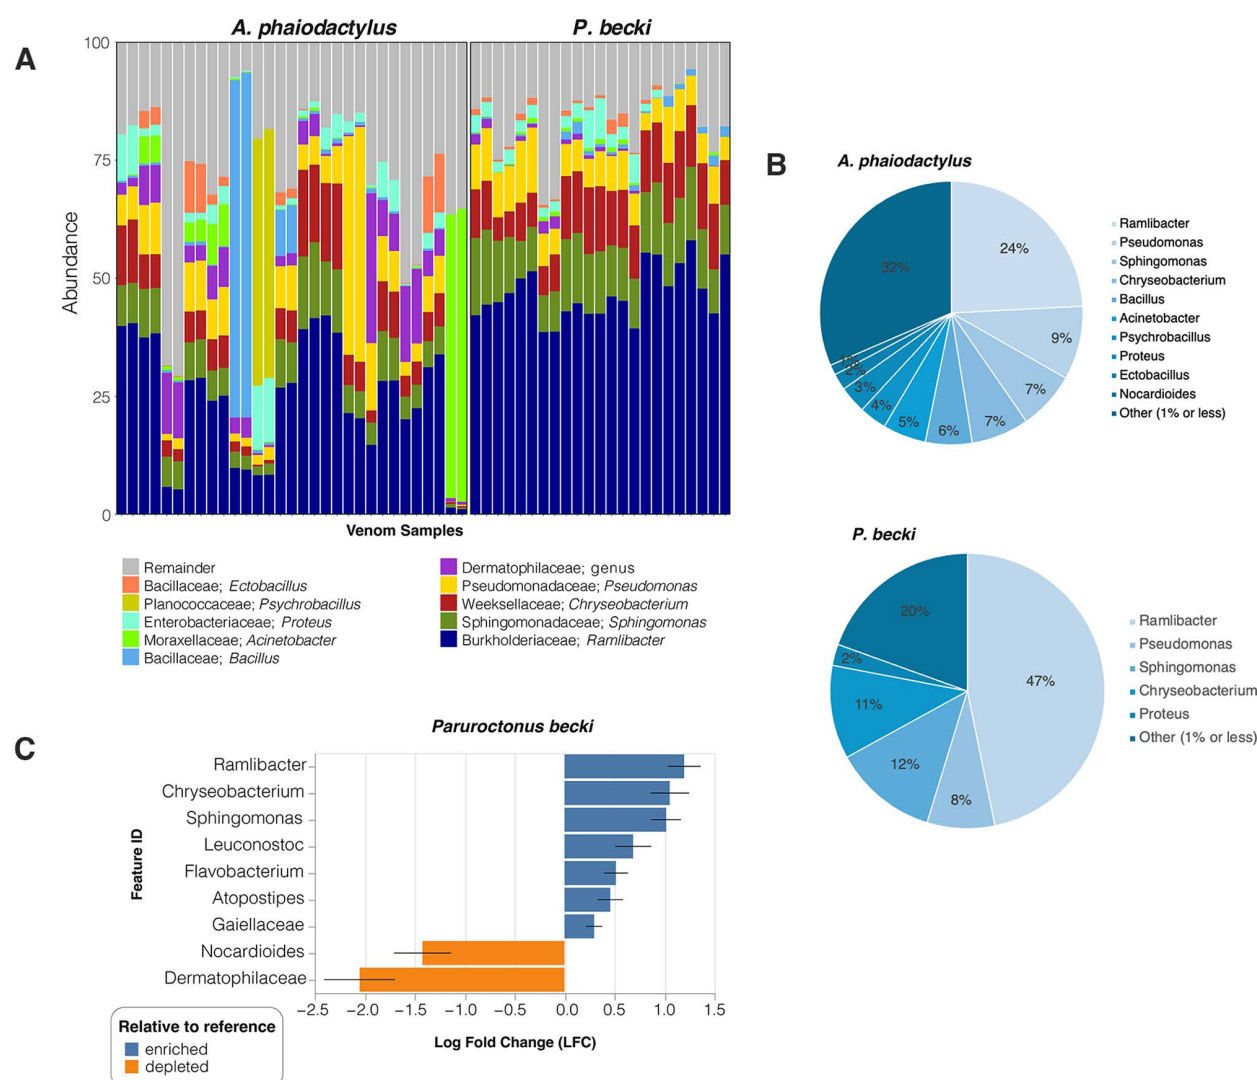 A. phaiodactylus
P. becki
A
100
75
50
25
0
Abundance
Venom Samples
Remainder
Bacillaceae; Ectobacillus
Planococcaceae; Psychrobacillus
Enterobacteriaceae; Proteus
Moraxellaceae; Acinetobacter
Bacillaceae; Bacillus
Dermatophilaceae; genus
Pseudomonadaceae; Pseudomonas
Weeksellaceae; Chryseobacterium
Sphingomonadaceae; Sphingomonas
Burkholderiaceae; Ramlibacter
B
A. phaiodactylus
24%
9%
7%
7%
6%
5%
4%
3%
2%
1%
32%
Ramlibacter
Pseudomonas
Sphingomonas
Chryseobacterium
Bacillus
Acinetobacter
Psychrobacillus
Proteus
Ectobacillus
Nocardioides
Other (1% or less)
P. becki
47%
8%
12%
11%
2%
20%
Ramlibacter
Pseudomonas
Sphingomonas
Chryseobacterium
Proteus
Other (1% or less)
C
Paruroctonus becki
Feature ID
Ramlibacter
Chryseobacterium
Sphingomonas
Leuconostoc
Flavobacterium
Atopostipes
Gaiellaceae
Nocardioides
Dermatophilaceae
−2.5 −2.0 −1.5 −1.0 −0.5 0.0 0.5 1.0 1.5
Log Fold Change (LFC)
Relative to reference
enriched
depleted